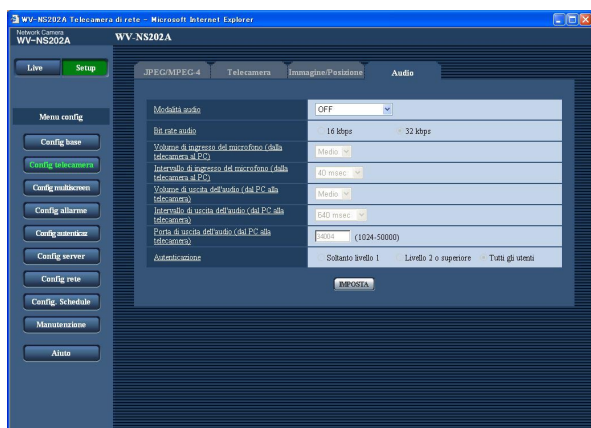 WV-NS202A Telecamera di rete - Microsoft Internet Explorer
Network Camera
WV-NS202A
WV-NS202A
Live
Setup
JPEG/MPEG-4
Telecamera
Immagine/Posizione
Audio
Menu config
Config base
Config telecamera
Config multiscreen
Config allarme
Config autenticaz
Config server
Config rete
Config. Schedule
Manutenzione
Aiuto
Modalità audio
OFF
Bit rate audio
16 kbps
32 kbps
Volume di ingresso del microfono (dalla
telecamera al PC)
Medio
Intervallo di ingresso del microfono (dalla
telecamera al PC)
40 msec
Volume di uscita dell'audio (dal PC alla
telecamera)
Medio
Intervallo di uscita dell'audio (dal PC alla
telecamera)
640 msec
Porta di uscita dell'audio (dal PC alla
telecamera)
34004 (1024-50000)
Autenticazione
Soltanto livello 1
Livello 2 o superiore
Tutti gli utenti
IMPOSTA